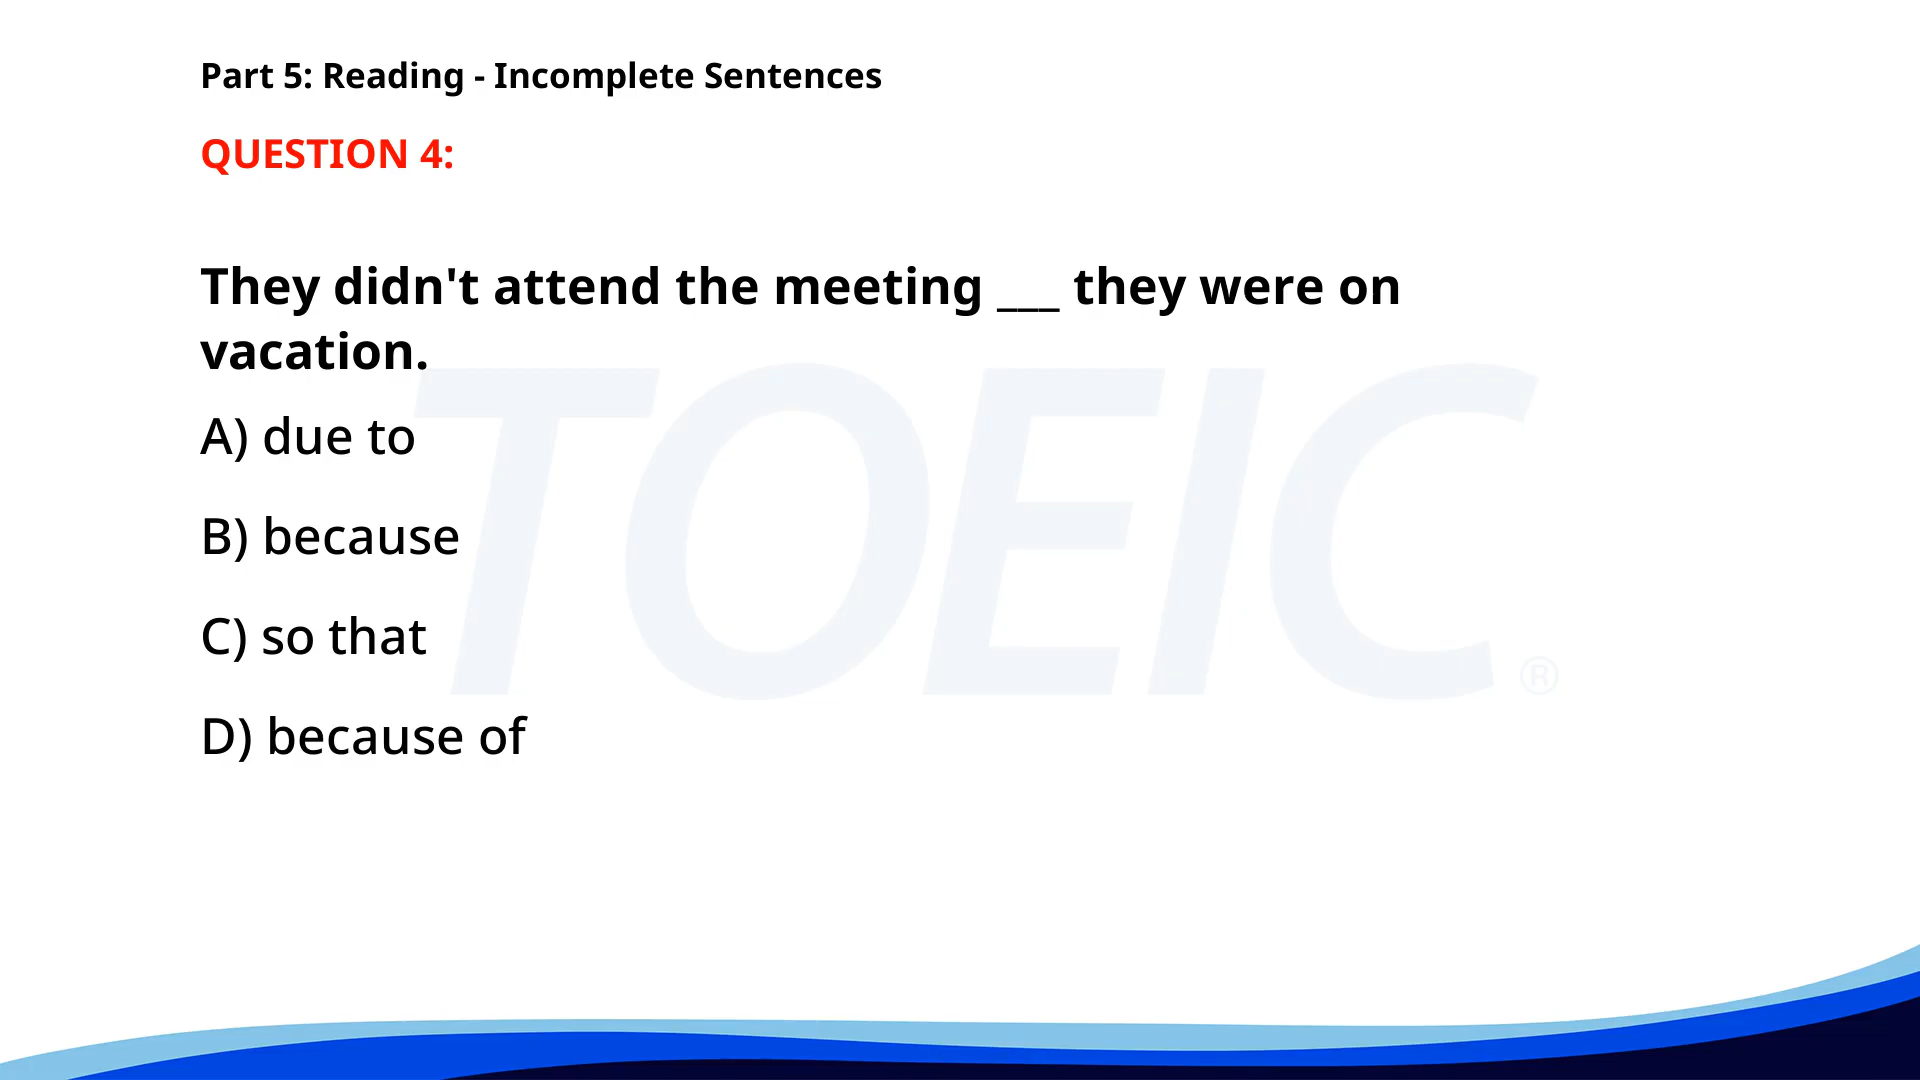 Part 5: Reading - Incomplete Sentences
QUESTION 4:
They didn't attend the meeting ___ they were on
vacation.
A) due to
B) because
C) so that
D) because of
TOEIC®